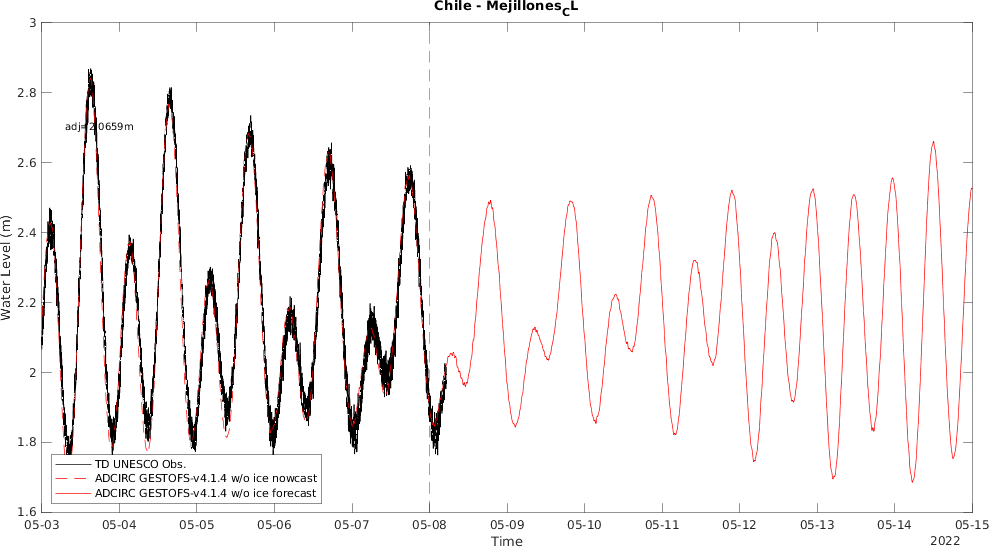 Chile - Mejillones_CL
3
2.8
adj=2.0659m
2.6
2.4
Water Level (m)
2.2
2
1.8
TD UNESCO Obs.
ADCIRC GESTOFS-v4.1.4 w/o ice nowcast
ADCIRC GESTOFS-v4.1.4 w/o ice forecast
1.6
05-03 05-04 05-05 05-06 05-07 05-08 05-09 05-10 05-11 05-12 05-13 05-14 05-15
Time
2022